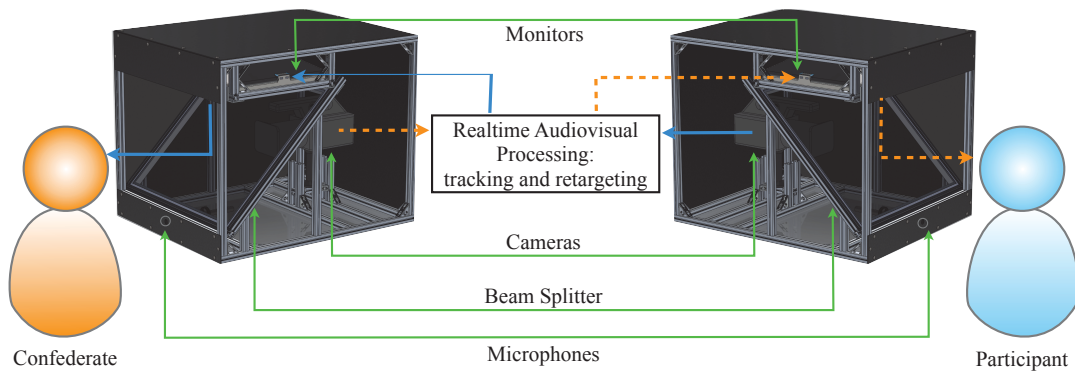 Monitors
Realtime Audiovisual
Processing:
tracking and retargeting
Cameras
Beam Splitter
Microphones
Confederate
Participant